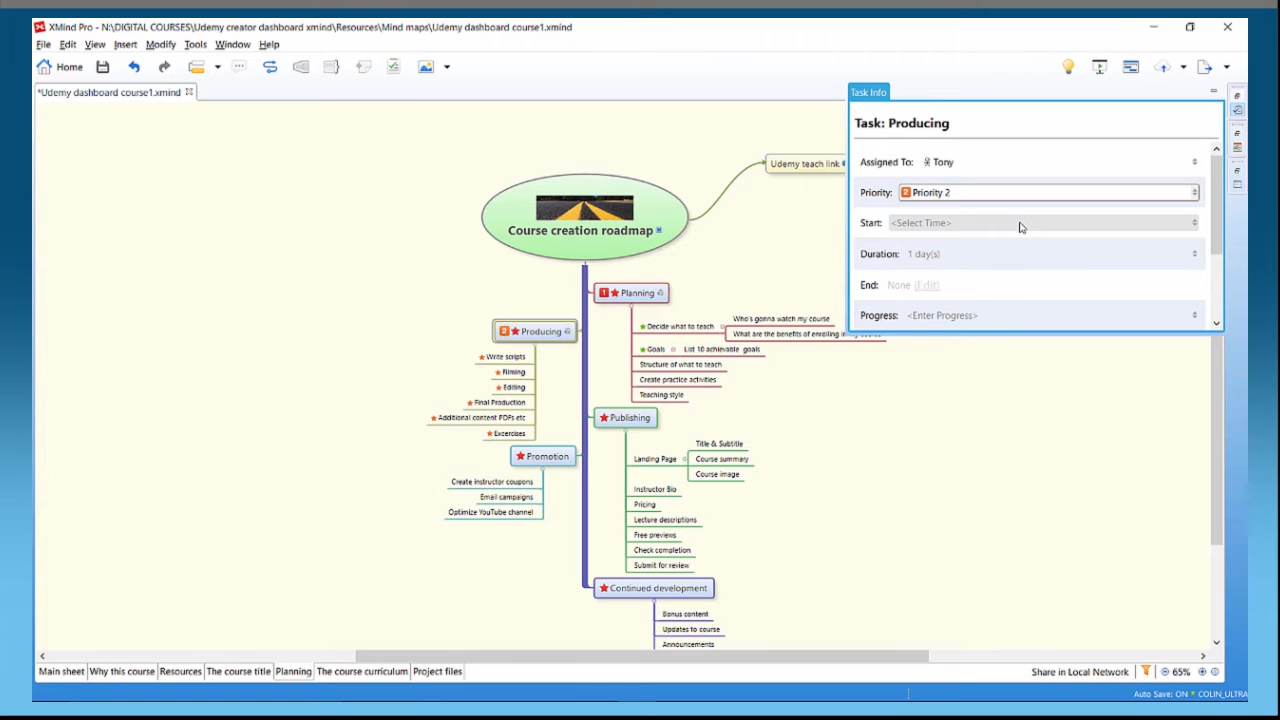 XMind Pro - N:\DIGITAL COURSES\Udemy creator dashboard xmind\Resources\Mind maps\Udemy dashboard course1.xmind
File Edit View Insert Modify Tools Window Help
Home
*Udemy dashboard course1.xmind
Task Info
Task: Producing
Assigned To: Tony
Priority: 2 Priority 2
Start: <Select Time>
Duration: 1 day(s)
End: None (Edit)
Progress: <Enter Progress>
Udemy teach link
Course creation roadmap
1 Planning
Decide what to teach
Who's gonna watch my course
What are the benefits of enrolling in my course
Goals
List 10 achievable goals
Structure of what to teach
Create practice activities
Teaching style
2 Producing
Write scripts
Filming
Editing
Final Production
Additional content PDFs etc
Excercises
Publishing
Landing Page
Title & Subtitle
Course summary
Course image
Instructor Bio
Pricing
Lecture descriptions
Free previews
Check completion
Submit for review
Promotion
Create instructor coupons
Email campaigns
Optimize YouTube channel
Continued development
Bonus content
Updates to course
Announcements
Main sheet Why this course Resources The course title Planning The course curriculum Project files
Share in Local Network 65%
Auto Save: ON COLIN_ULTRA